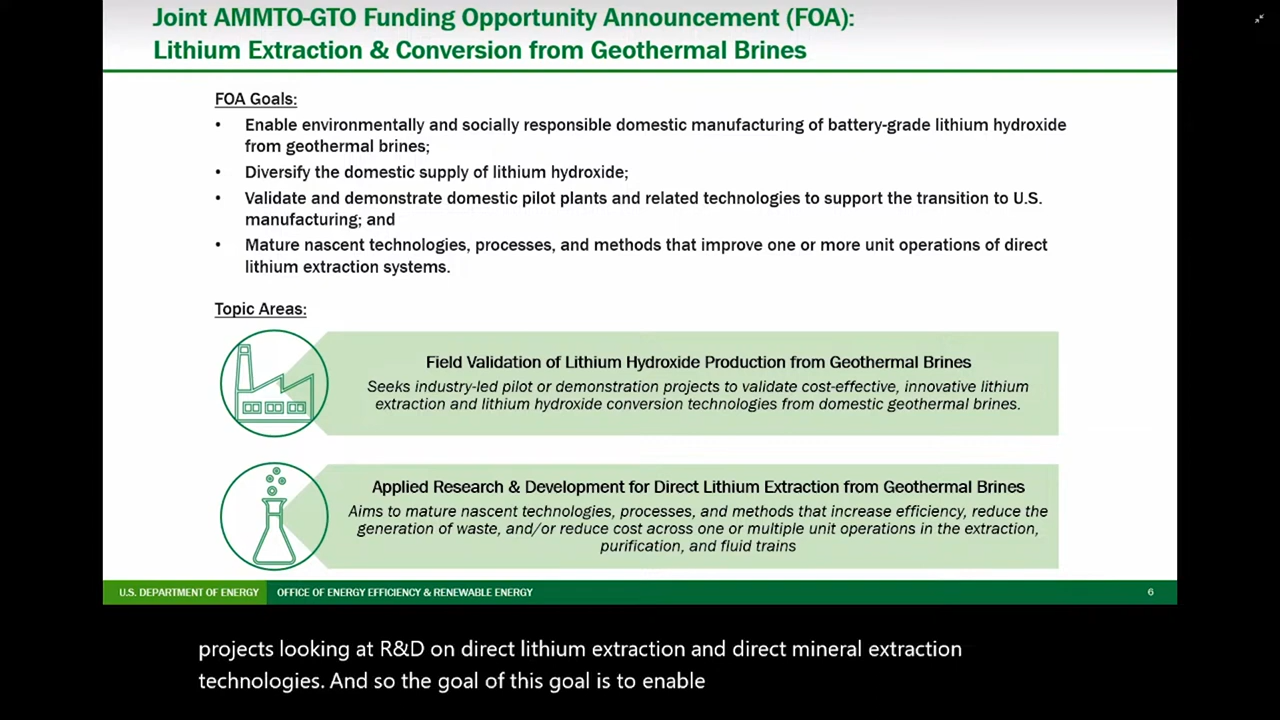 Joint AMMTO-GTO Funding Opportunity Announcement (FOA):
Lithium Extraction & Conversion from Geothermal Brines
FOA Goals:
• Enable environmentally and socially responsible domestic manufacturing of battery-grade lithium hydroxide
from geothermal brines;
• Diversify the domestic supply of lithium hydroxide;
• Validate and demonstrate domestic pilot plants and related technologies to support the transition to U.S.
manufacturing; and
• Mature nascent technologies, processes, and methods that improve one or more unit operations of direct
lithium extraction systems.
Topic Areas:
Field Validation of Lithium Hydroxide Production from Geothermal Brines
Seeks industry-led pilot or demonstration projects to validate cost-effective, innovative lithium
extraction and lithium hydroxide conversion technologies from domestic geothermal brines.
Applied Research & Development for Direct Lithium Extraction from Geothermal Brines
Aims to mature nascent technologies, processes, and methods that increase efficiency, reduce the
generation of waste, and/or reduce cost across one or multiple unit operations in the extraction,
purification, and fluid trains
U.S. DEPARTMENT OF ENERGY OFFICE OF ENERGY EFFICIENCY & RENEWABLE ENERGY 6
projects looking at R&D on direct lithium extraction and direct mineral extraction
technologies. And so the goal of this goal is to enable